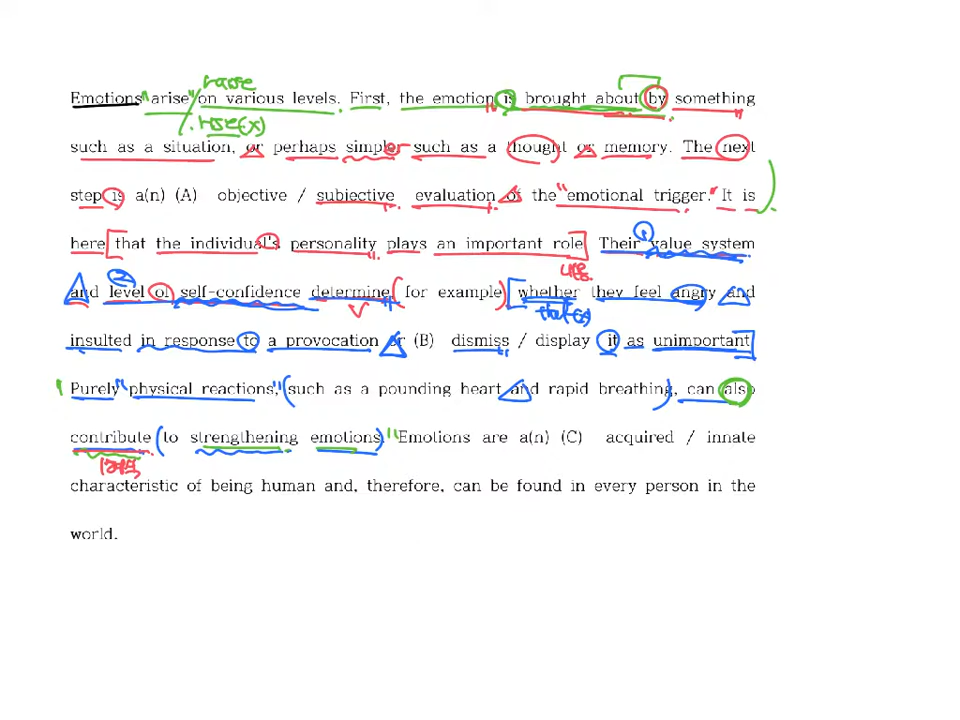 raise
Emotions arise on various levels. First, the emotion is brought about by something
rise(x)
such as a situation, or perhaps simpler such as a thought or memory. The next
step is a(n) (A) objective / subjective evaluation of the "emotional trigger." It is
here that the individual's personality plays an important role. Their value system
and level of self-confidence determine (for example) whether they feel angry and
that(x)
insulted in response to a provocation or (B) dismiss / display it as unimportant.
Purely physical reactions, such as a pounding heart and rapid breathing, can also
contribute to strengthening emotions. Emotions are a(n) (C) acquired / innate
characteristic of being human and, therefore, can be found in every person in the
world.